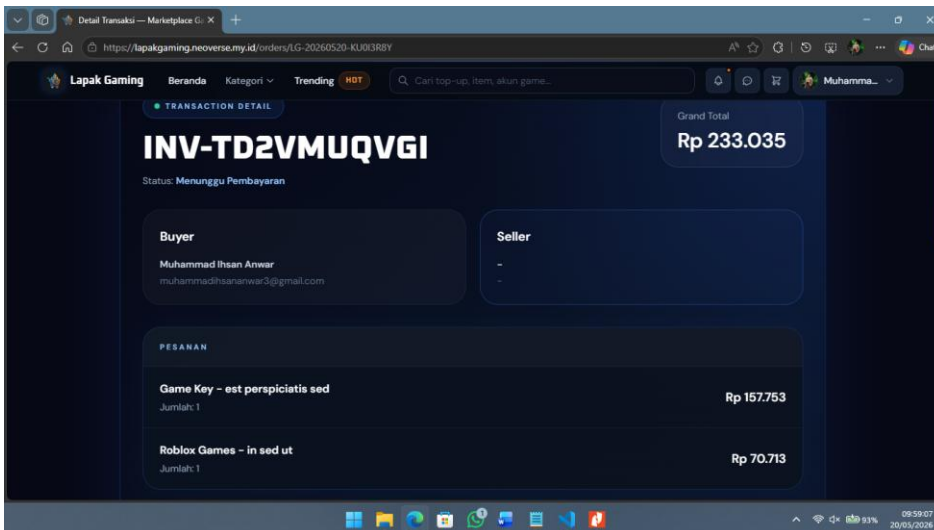 Detail Transaksi — Marketplace Ga
https://lapakgaming.neoverse.my.id/orders/LG-20260520-KU0I3R8Y
Chat
Lapak Gaming Beranda Kategori Trending HOT Cari top-up, item, akun game... Muhamma...
TRANSACTION DETAIL
Grand Total
INV-TD2VMUQVGI
Rp 233.035
Status: Menunggu Pembayaran
Buyer
Muhammad Ihsan Anwar
muhammadihsananwar3@gmail.com
Seller
-
-
PESANAN
Game Key - est perspiciatis sed
Jumlah: 1
Rp 157.753
Roblox Games - in sed ut
Jumlah: 1
Rp 70.713
93%
09:59:07
20/05/2026